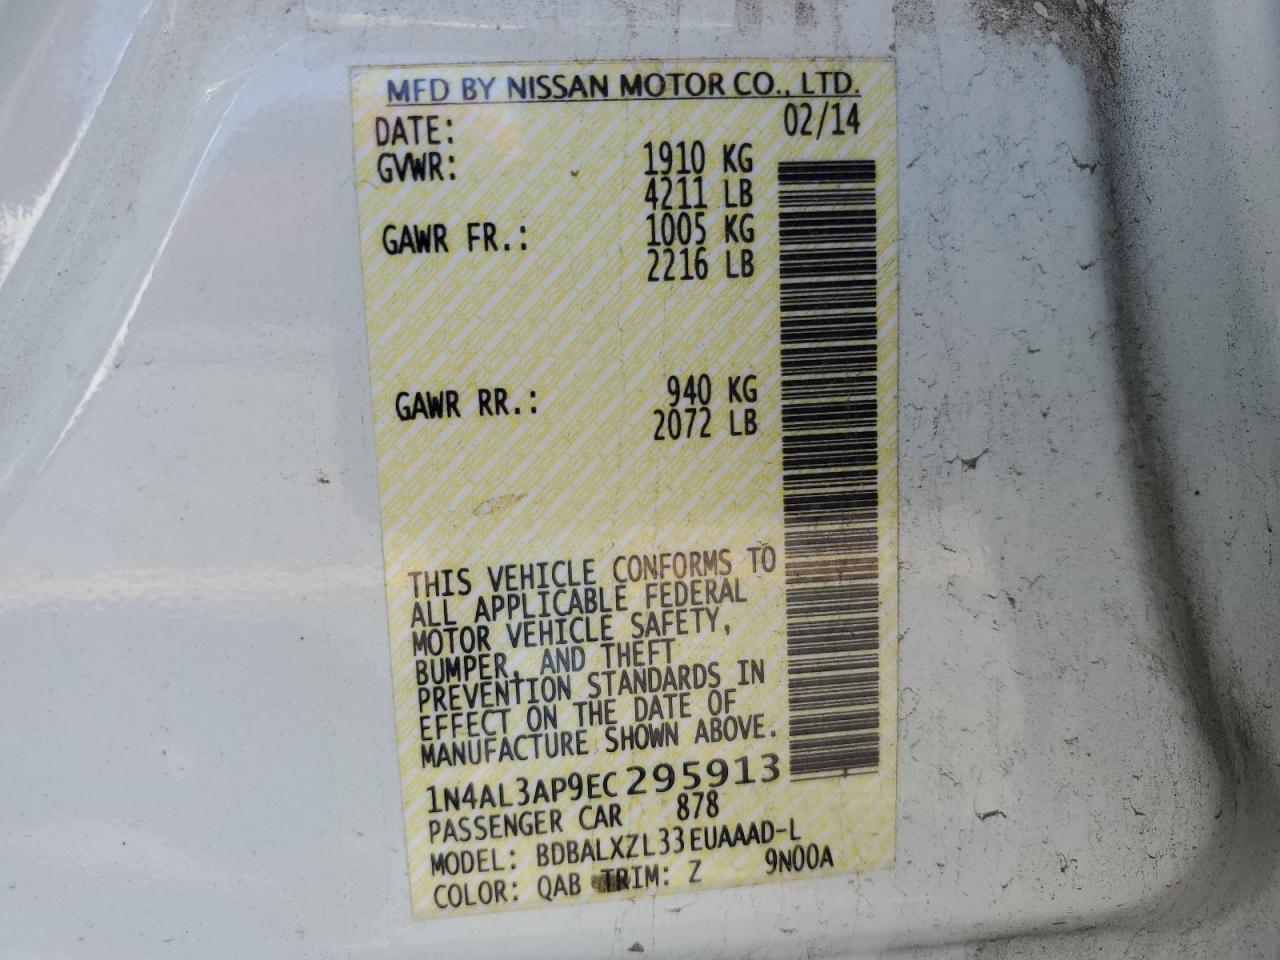 MFD BY NISSAN MOTOR CO., LTD.
DATE: 02/14
GVWR: 1910 KG
4211 LB
GAWR FR.: 1005 KG
2216 LB
GAWR RR.: 940 KG
2072 LB
THIS VEHICLE CONFORMS TO
ALL APPLICABLE FEDERAL
MOTOR VEHICLE SAFETY,
BUMPER, AND THEFT
PREVENTION STANDARDS IN
EFFECT ON THE DATE OF
MANUFACTURE SHOWN ABOVE.
1N4AL3AP9EC295913
PASSENGER CAR 878
MODEL: BDBALXZL33EUAAAD-L
COLOR: QAB TRIM: Z 9N00A